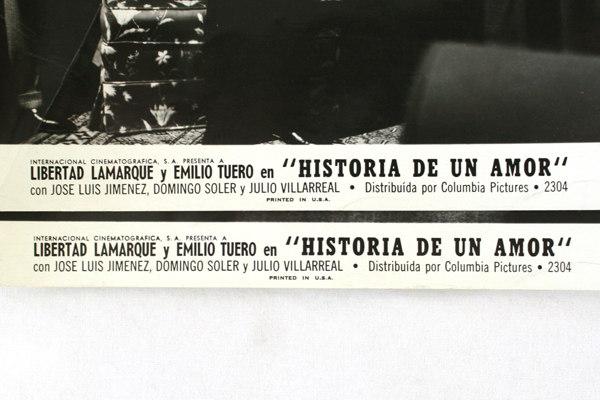 INTERNACIONAL CINEMATOGRAFICA, S. A. PRESENTA A
LIBERTAD LAMARQUE y EMILIO TUERO en "HISTORIA DE UN AMOR"
con JOSE LUIS JIMENEZ, DOMINGO SOLER y JULIO VILLARREAL • Distribuída por Columbia Pictures • 2304
PRINTED IN U.S.A.
INTERNACIONAL CINEMATOGRAFICA, S. A. PRESENTA A
LIBERTAD LAMARQUE y EMILIO TUERO en "HISTORIA DE UN AMOR"
con JOSE LUIS JIMENEZ, DOMINGO SOLER y JULIO VILLARREAL • Distribuída por Columbia Pictures • 2304
PRINTED IN U.S.A.